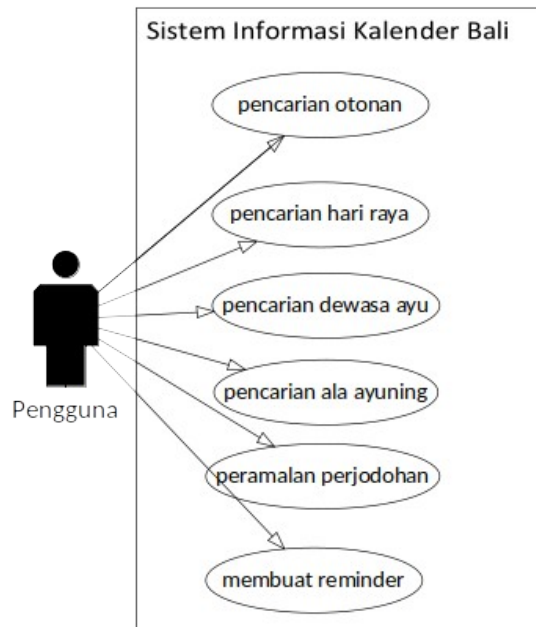 Sistem Informasi Kalender Bali
pencarian otonan
pencarian hari raya
pencarian dewasa ayu
pencarian ala ayuning
peramalan perjodohan
membuat reminder
Pengguna